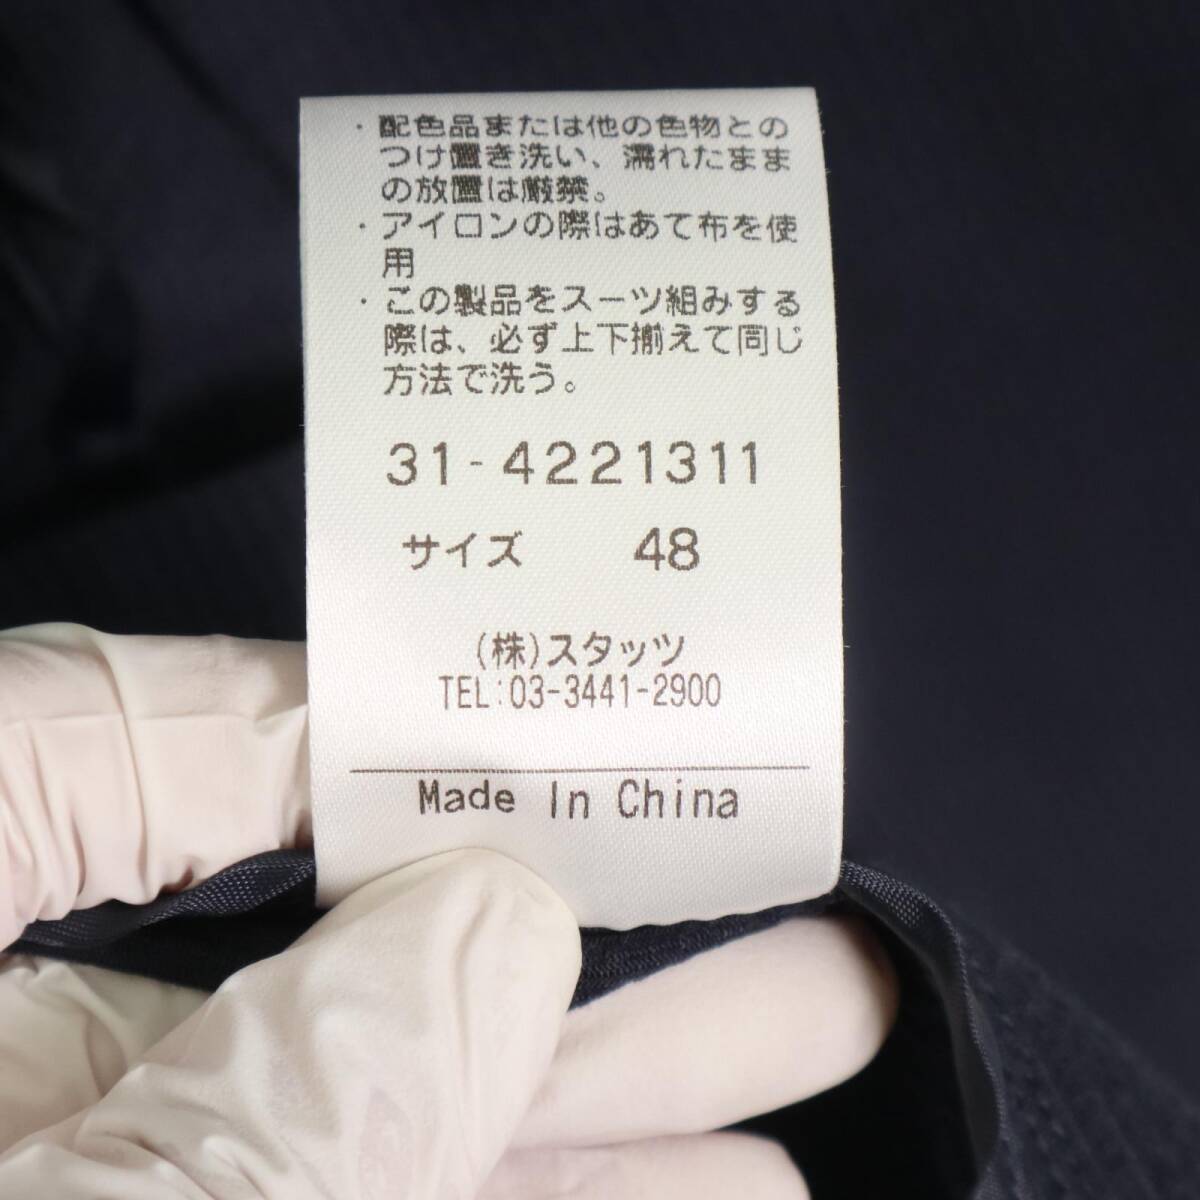 ・配色品または他の色物との
つけ置き洗い、濡れたまま
の放置は厳禁。
・アイロンの際はあて布を使
用
・この製品をスーツ組みする
際は、必ず上下揃えて同じ
方法で洗う。
31-4221311
サイズ 48
(株)スタッツ
TEL:03-3441-2900
Made In China